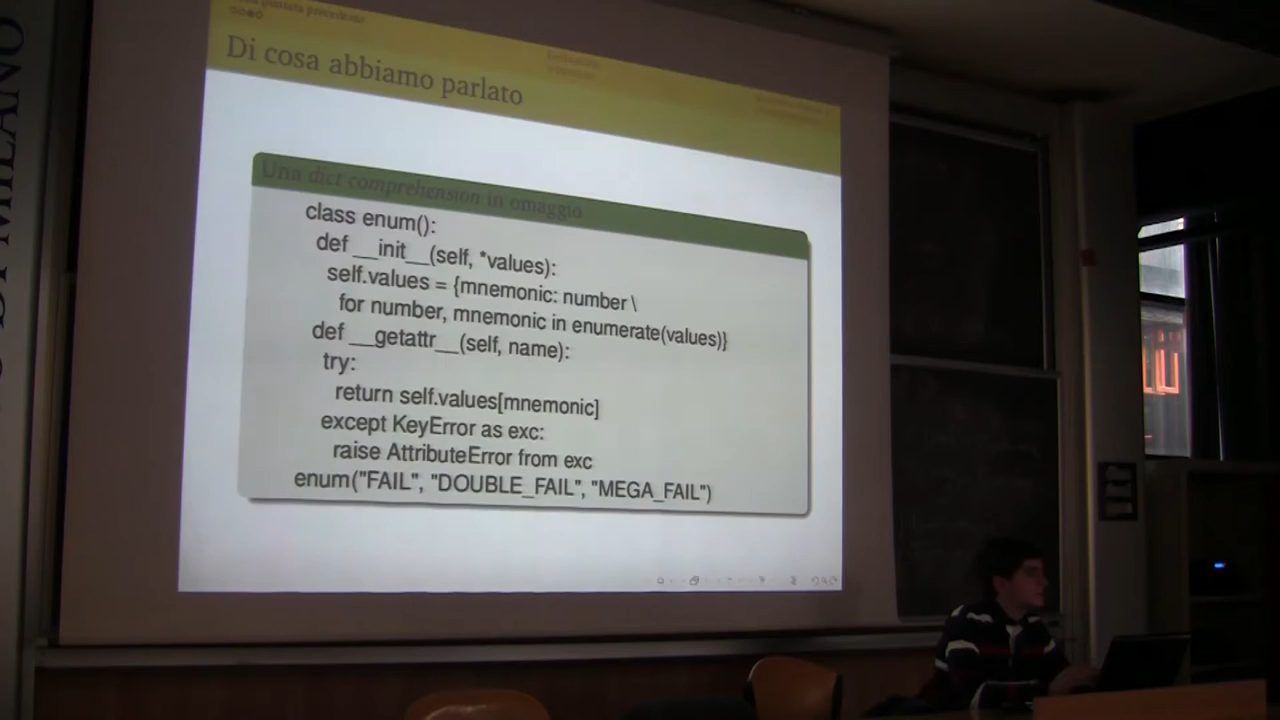 Di cosa abbiamo parlato
Una dict comprehension in omaggio
class enum():
def __init__(self, *values):
self.values = {mnemonic: number \
for number, mnemonic in enumerate(values)}
def __getattr__(self, name):
try:
return self.values[mnemonic]
except KeyError as exc:
raise AttributeError from exc
enum("FAIL", "DOUBLE_FAIL", "MEGA_FAIL")
DI MILANO